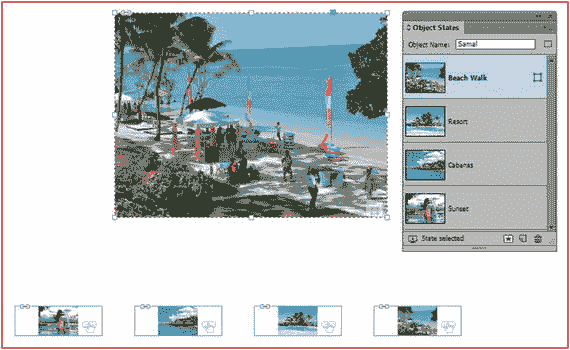 Object States
Object Name: Samal
Beach Walk
Resort
Cabanas
Sunset
State selected